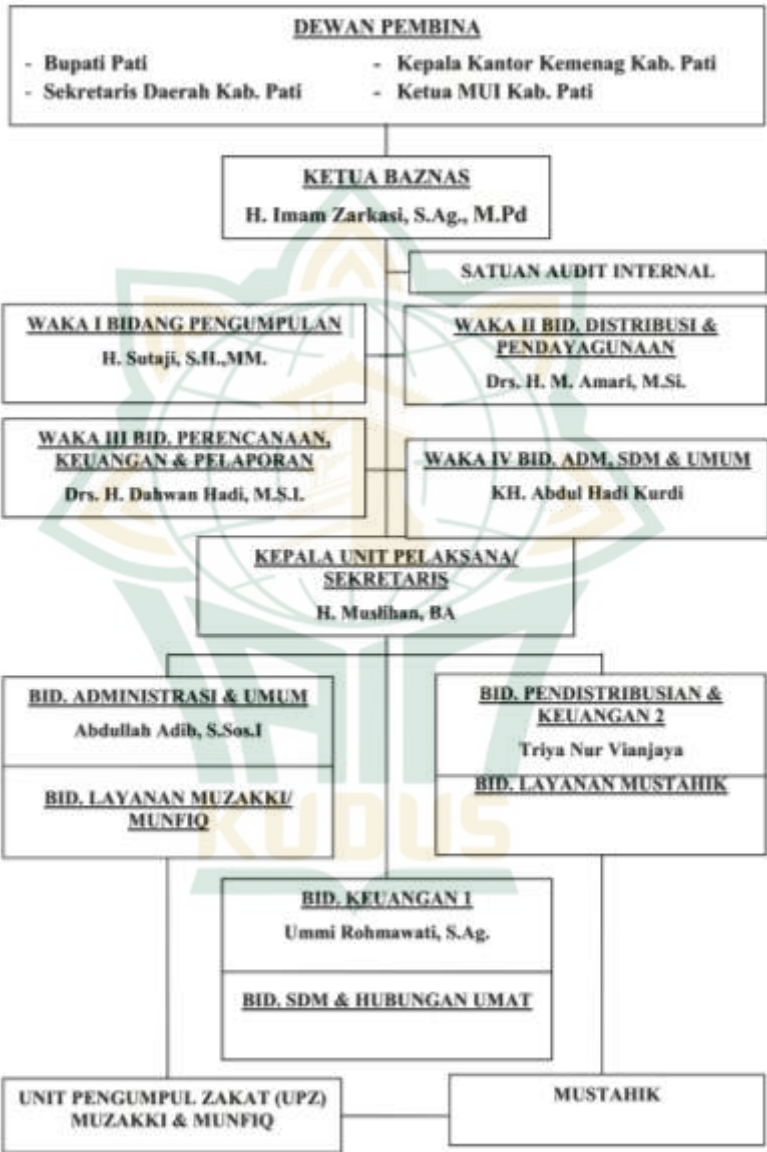 DEWAN PEMBINA
- Bupati Pati
- Sekretaris Daerah Kab. Pati
- Kepala Kantor Kemenag Kab. Pati
- Ketua MUI Kab. Pati
KETUA BAZNAS
H. Imam Zarkasi, S.Ag., M.Pd
SATUAN AUDIT INTERNAL
WAKA I BIDANG PENGUMPULAN
H. Sutaji, S.H.,MM.
WAKA II BID. DISTRIBUSI &
PENDAYAGUNAAN
Drs. H. M. Amari, M.Si.
WAKA III BID. PERENCANAAN,
KEUANGAN & PELAPORAN
Drs. H. Dahwan Hadi, M.S.I.
WAKA IV BID. ADM, SDM & UMUM
KH. Abdul Hadi Kurdi
KEPALA UNIT PELAKSANA/
SEKRETARIS
H. Muslihan, BA
BID. ADMINISTRASI & UMUM
Abdullah Adib, S.Sos.I
BID. LAYANAN MUZAKKI/
MUNFIQ
BID. PENDISTRIBUSIAN &
KEUANGAN 2
Triya Nur Vianjaya
BID. LAYANAN MUSTAHIK
KUDUS
BID. KEUANGAN 1
Ummi Rohmawati, S.Ag.
BID. SDM & HUBUNGAN UMAT
UNIT PENGUMPUL ZAKAT (UPZ)
MUZAKKI & MUNFIQ
MUSTAHIK